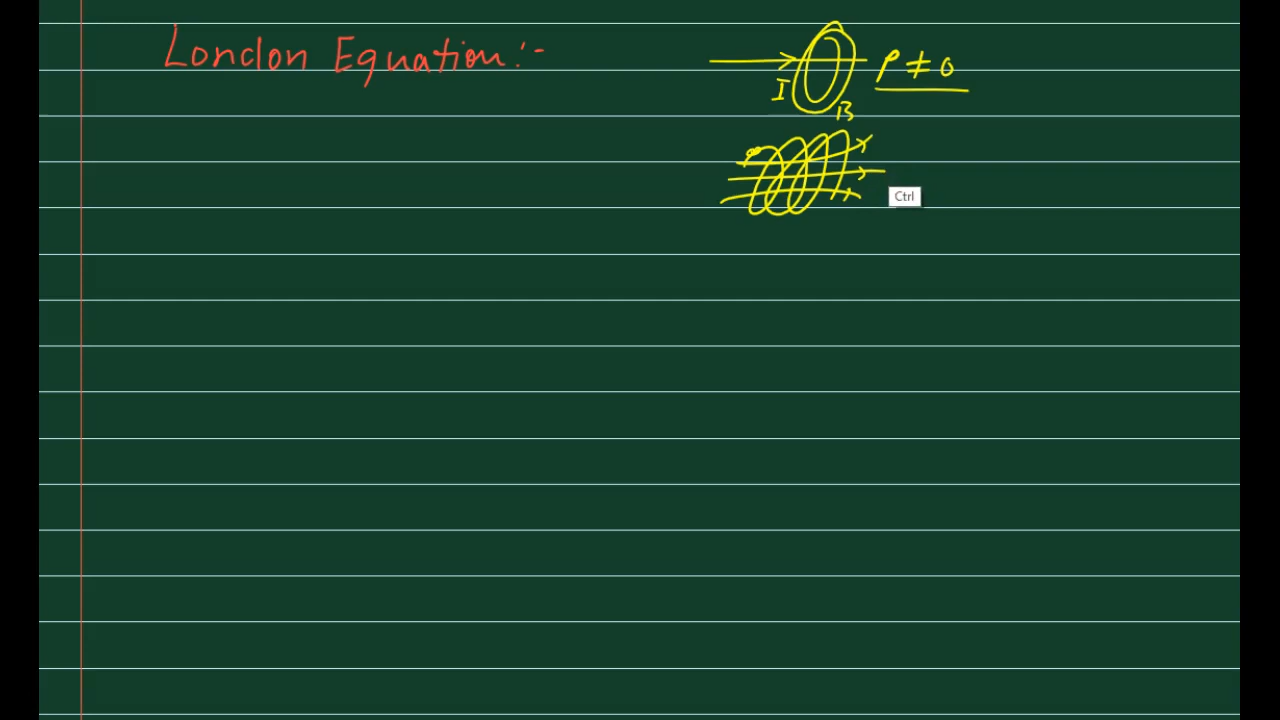 London Equation :-
I
B
ρ ≠ 0
Ctrl